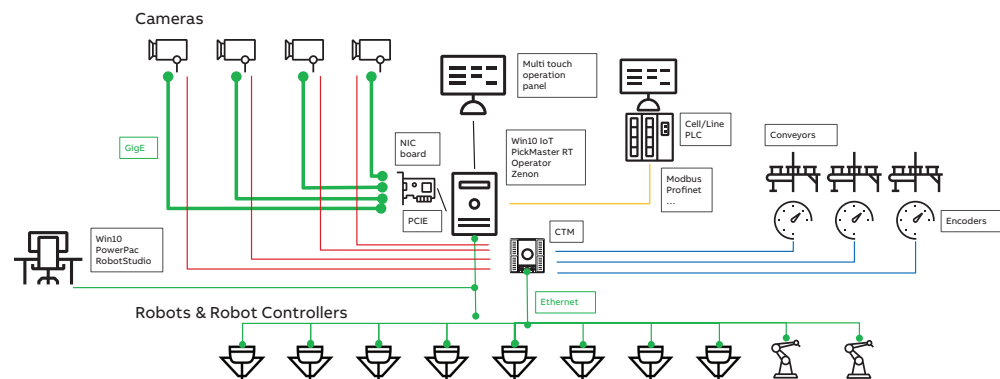 Cameras
Multi touch
operation
panel
Cell/Line
PLC
Conveyors
GigE
NIC
board
Win10 IoT
PickMaster RT
Operator
Zenon
Modbus
Profinet
...
PCIE
Encoders
CTM
Win10
PowerPac
RobotStudio
Ethernet
Robots & Robot Controllers